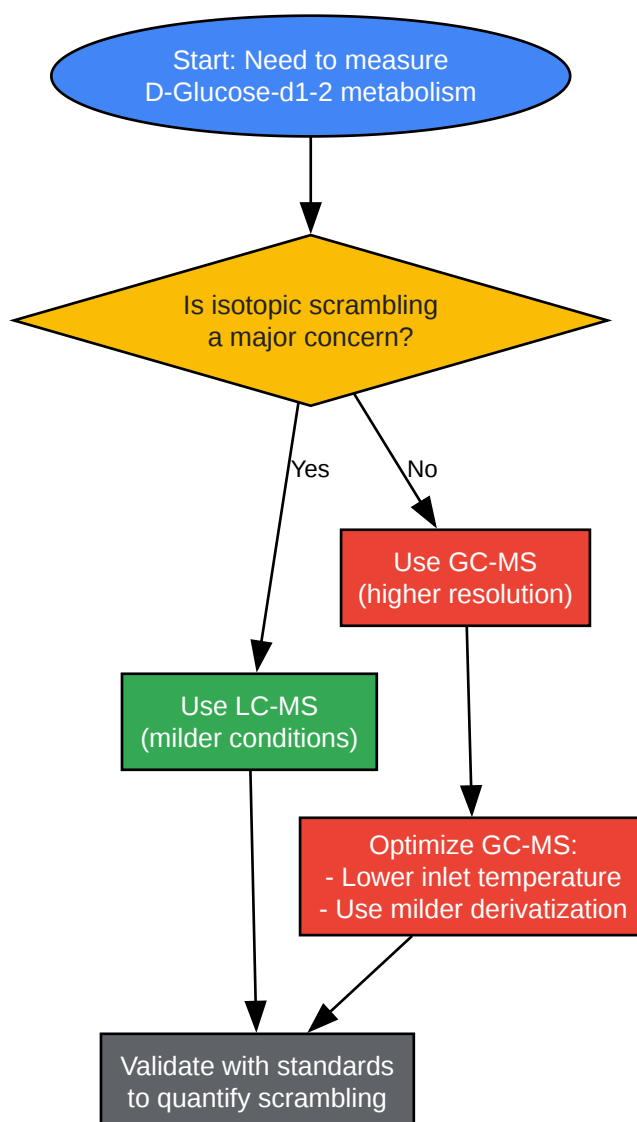 Start: Need to measure
D-Glucose-d1-2 metabolism
Is isotopic scrambling
a major concern?
Yes
No
Use GC-MS
(higher resolution)
Use LC-MS
(milder conditions)
Optimize GC-MS:
- Lower inlet temperature
- Use milder derivatization
Validate with standards
to quantify scrambling